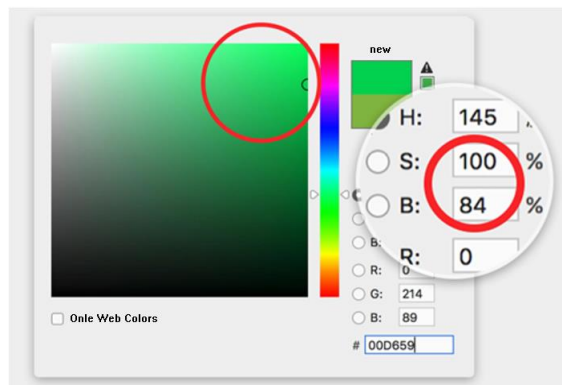 new
H: 145
S: 100 %
B: 84 %
R: 0
B:
R: 0
G: 214
B: 89
Onle Web Colors
# 00D659